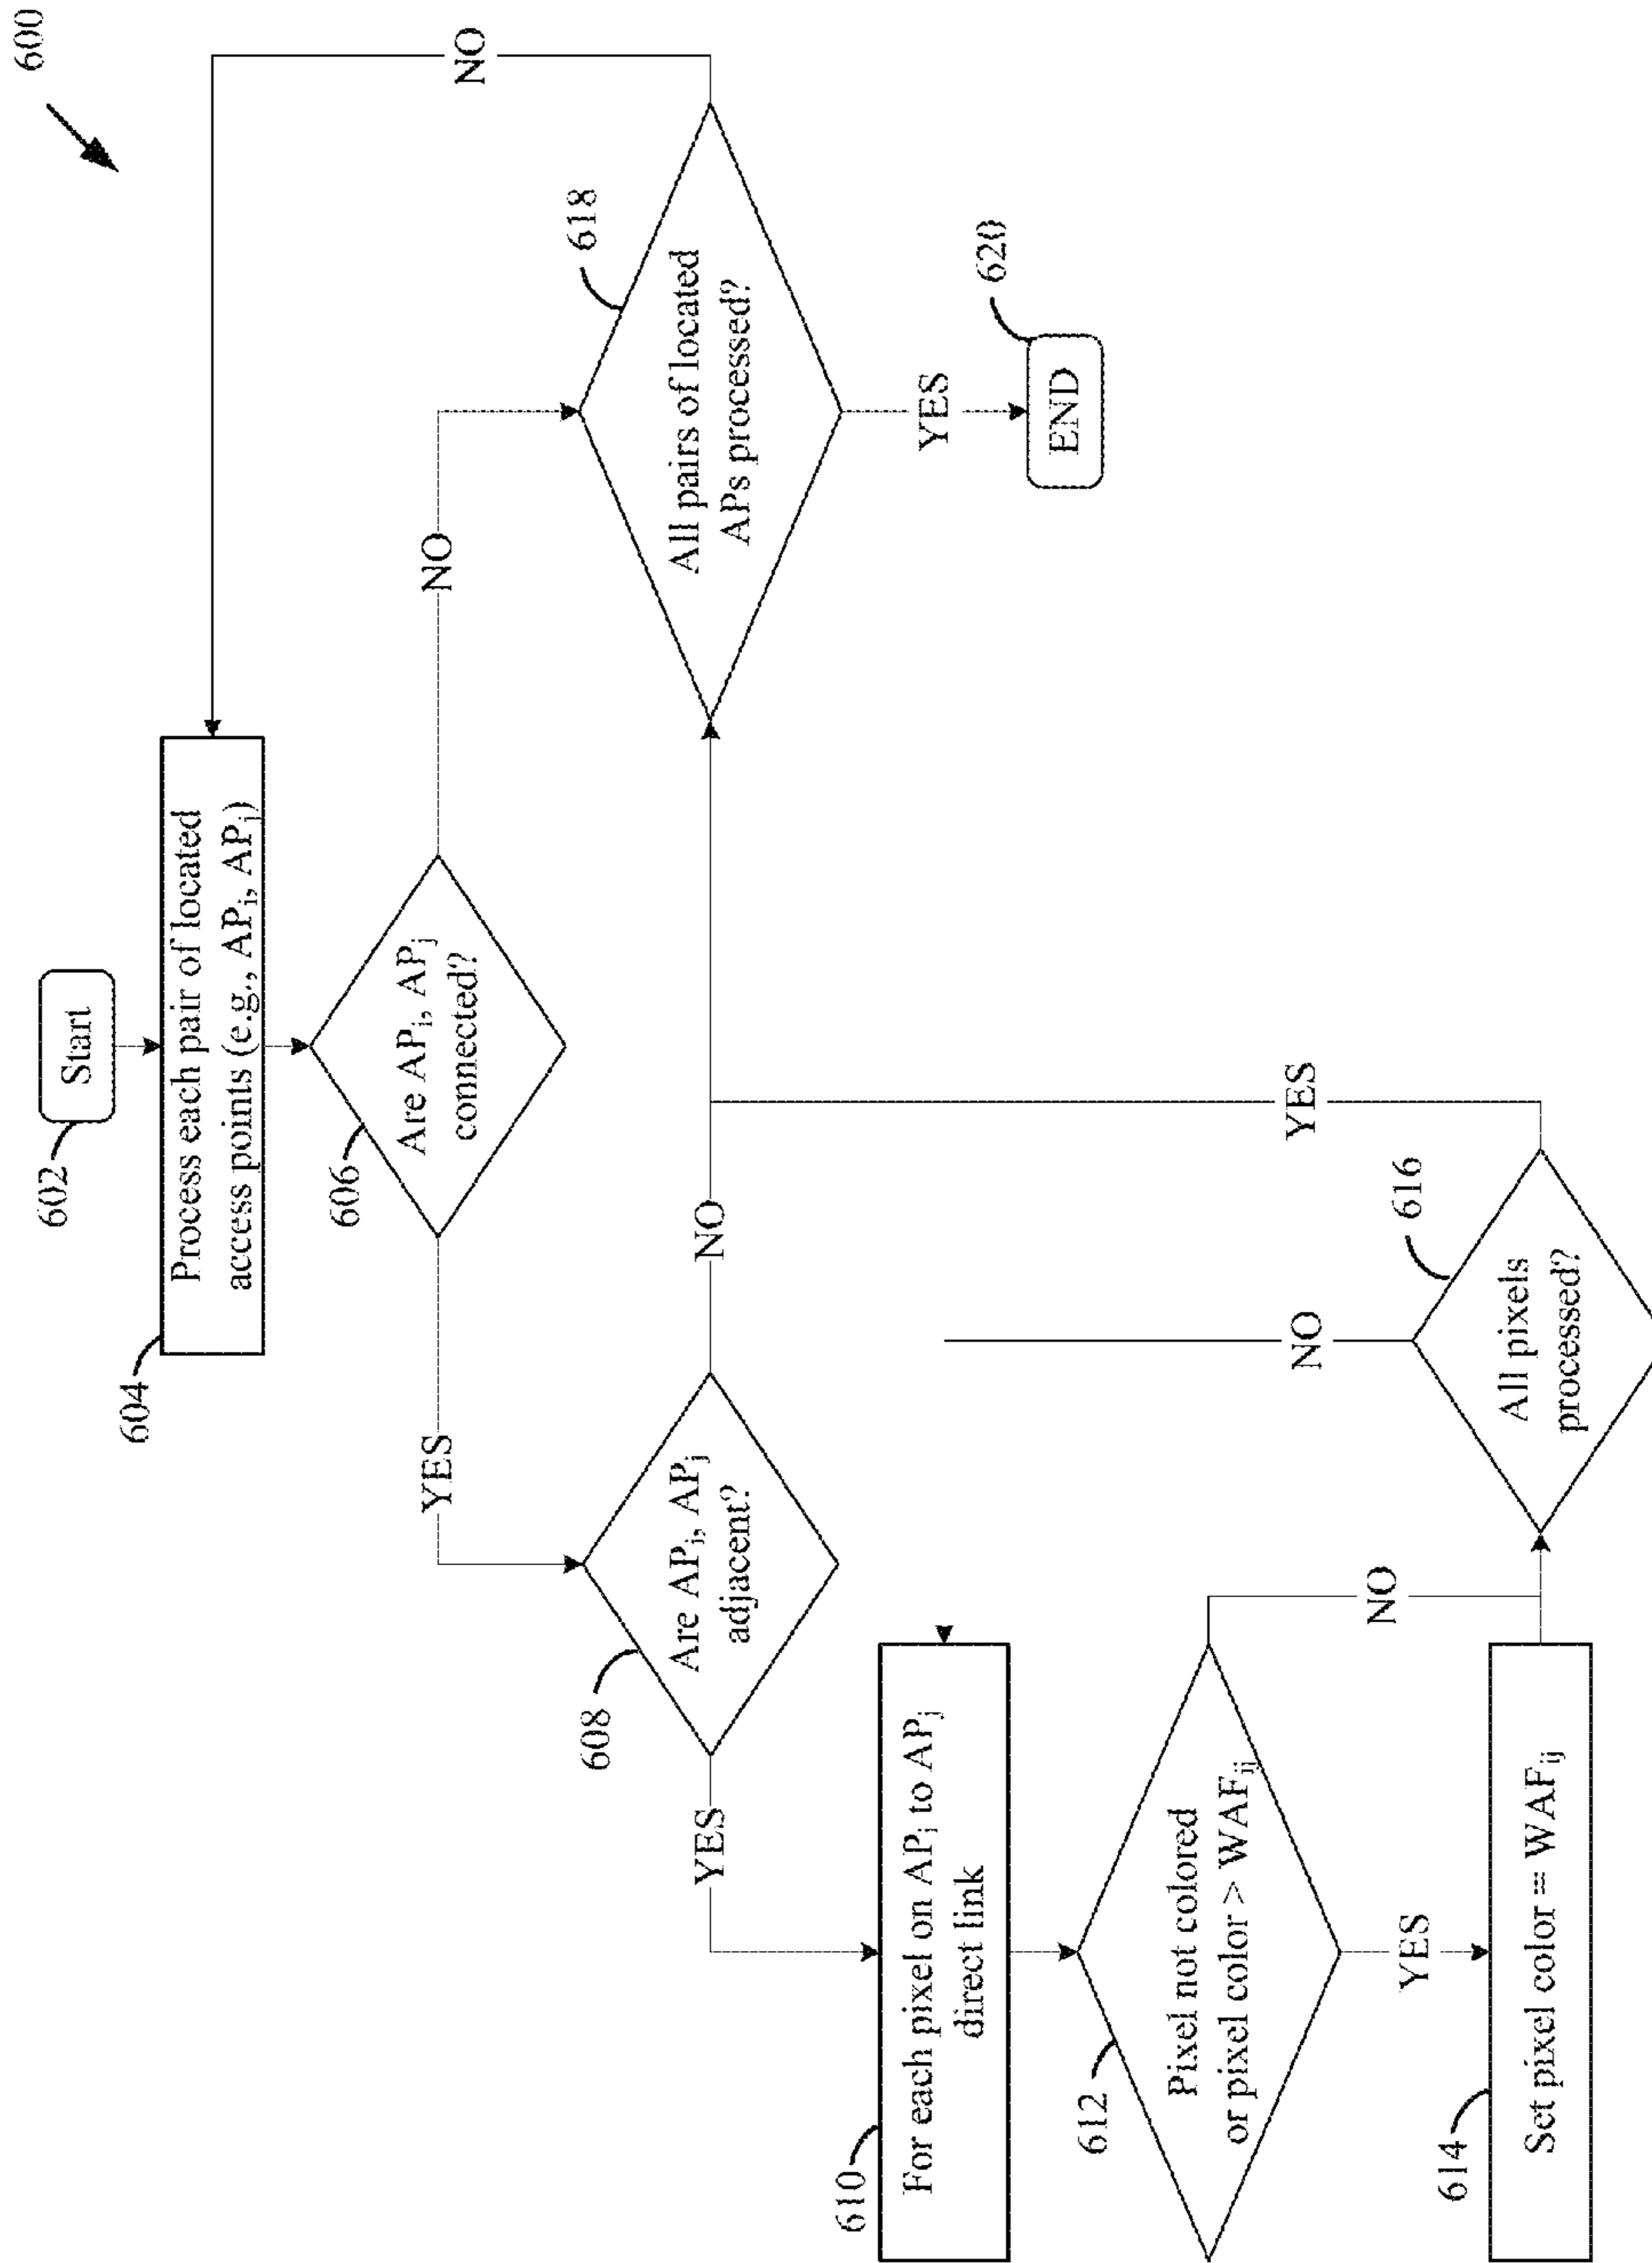 600
Start
602
Process each pair of located
access points (e.g., APi, APj)
604
Are APi, APj
connected?
606
NO
YES
NO
All pairs of located
APs processed?
618
YES
END
620
Are APi, APj
adjacent?
608
NO
YES
For each pixel on APi to APj
direct link
610
Pixel not colored
or pixel color > WAFij
612
NO
YES
Set pixel color = WAFij
614
All pixels
processed?
616
NO
YES